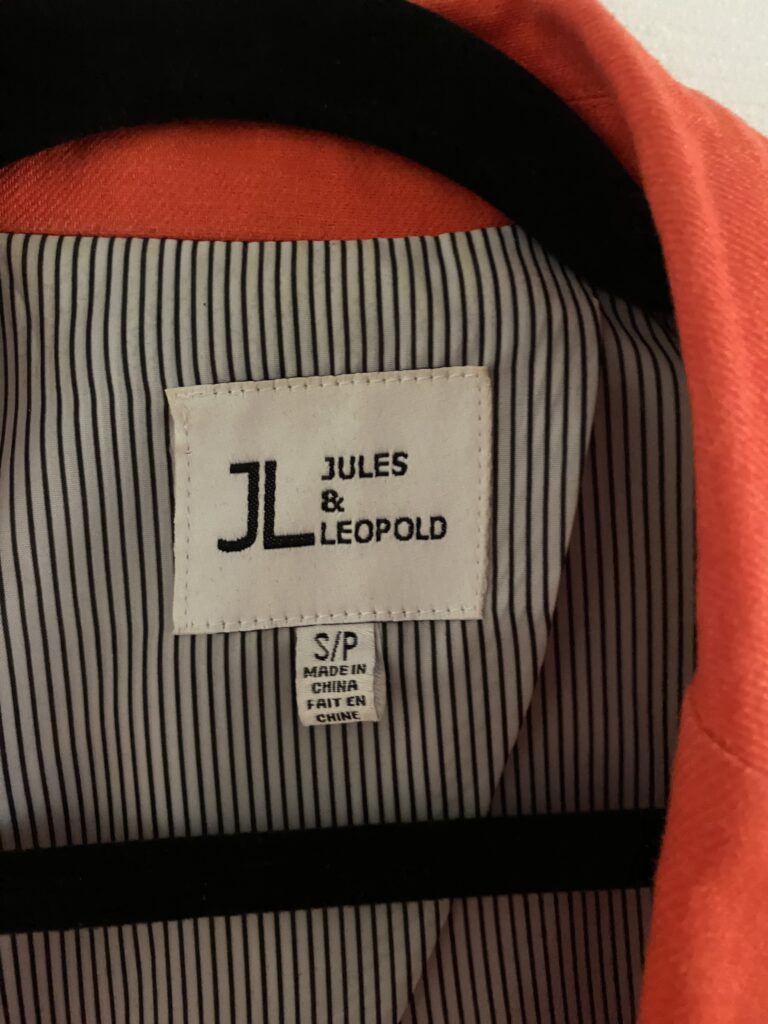 JL
JULES
&
LEOPOLD
S/P
MADE IN
CHINA
FAIT EN
CHINE